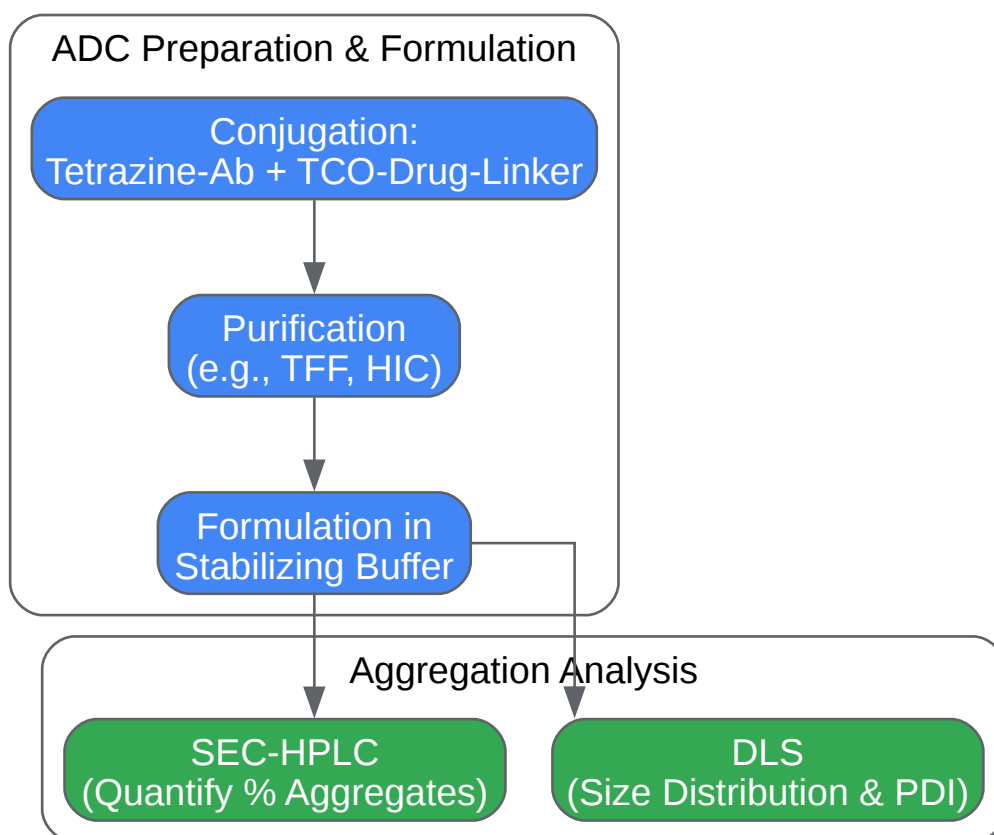 ADC Preparation & Formulation
Conjugation:
Tetrazine-Ab + TCO-Drug-Linker
Purification
(e.g., TFF, HIC)
Formulation in
Stabilizing Buffer
Aggregation Analysis
SEC-HPLC
(Quantify % Aggregates)
DLS
(Size Distribution & PDI)